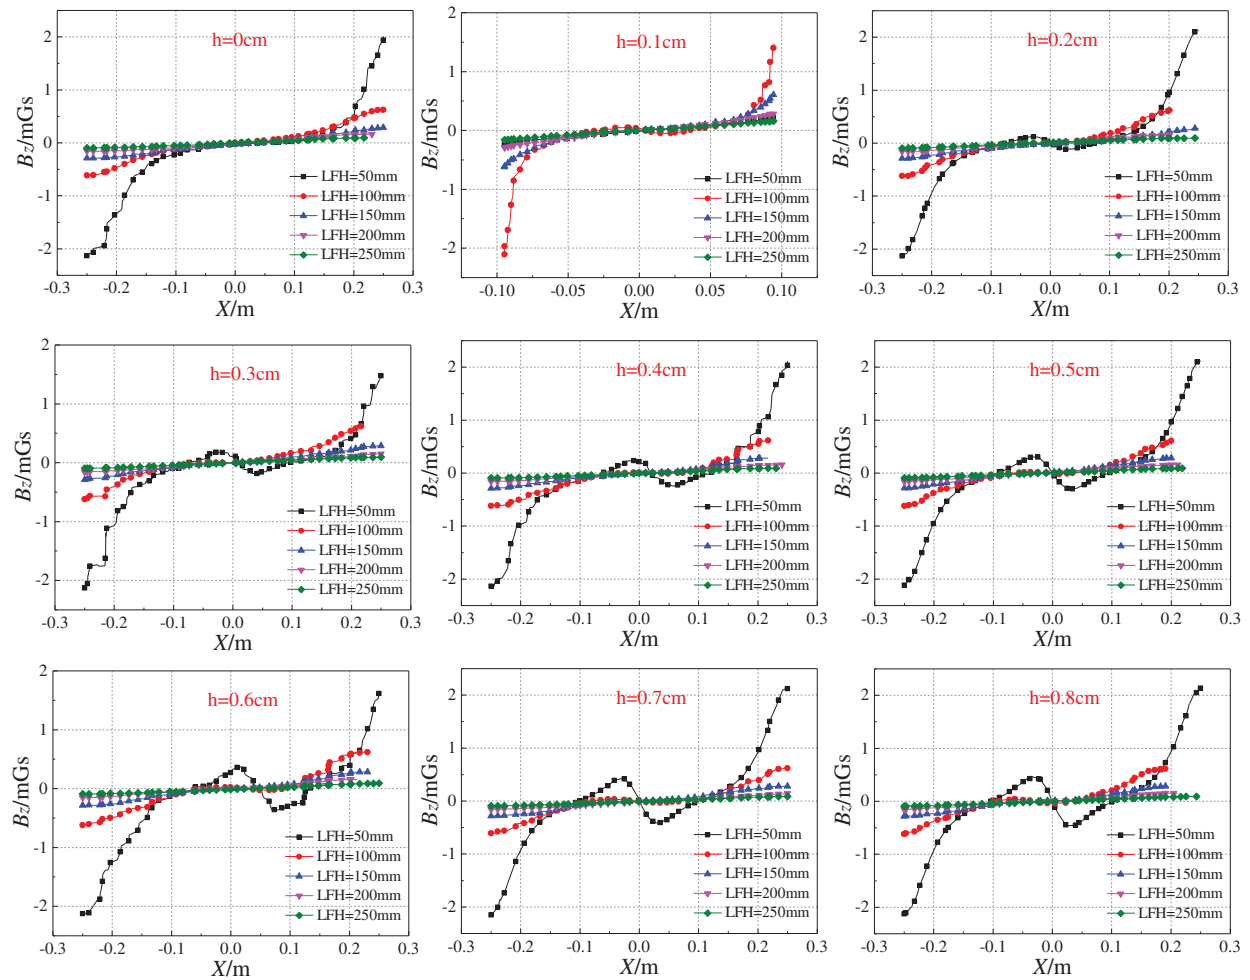 h=0cm
2
1
0
-1
-2
Bz/mGs
LFH=50mm
LFH=100mm
LFH=150mm
LFH=200mm
LFH=250mm
-0.3 -0.2 -0.1 0.0 0.1 0.2 0.3
X/m
h=0.1cm
2
1
0
-1
-2
Bz/mGs
LFH=50mm
LFH=100mm
LFH=150mm
LFH=200mm
LFH=250mm
-0.10 -0.05 0.00 0.05 0.10
X/m
h=0.2cm
2
1
0
-1
-2
Bz/mGs
LFH=50mm
LFH=100mm
LFH=150mm
LFH=200mm
LFH=250mm
-0.3 -0.2 -0.1 0.0 0.1 0.2 0.3
X/m
h=0.3cm
2
1
0
-1
-2
Bz/mGs
LFH=50mm
LFH=100mm
LFH=150mm
LFH=200mm
LFH=250mm
-0.3 -0.2 -0.1 0.0 0.1 0.2 0.3
X/m
h=0.4cm
2
1
0
-1
-2
Bz/mGs
LFH=50mm
LFH=100mm
LFH=150mm
LFH=200mm
LFH=250mm
-0.3 -0.2 -0.1 0.0 0.1 0.2 0.3
X/m
h=0.5cm
2
1
0
-1
-2
Bz/mGs
LFH=50mm
LFH=100mm
LFH=150mm
LFH=200mm
LFH=250mm
-0.3 -0.2 -0.1 0.0 0.1 0.2 0.3
X/m
h=0.6cm
2
1
0
-1
-2
Bz/mGs
LFH=50mm
LFH=100mm
LFH=150mm
LFH=200mm
LFH=250mm
-0.3 -0.2 -0.1 0.0 0.1 0.2 0.3
X/m
h=0.7cm
2
1
0
-1
-2
Bz/mGs
LFH=50mm
LFH=100mm
LFH=150mm
LFH=200mm
LFH=250mm
-0.3 -0.2 -0.1 0.0 0.1 0.2 0.3
X/m
h=0.8cm
2
1
0
-1
-2
Bz/mGs
LFH=50mm
LFH=100mm
LFH=150mm
LFH=200mm
LFH=250mm
-0.3 -0.2 -0.1 0.0 0.1 0.2 0.3
X/m